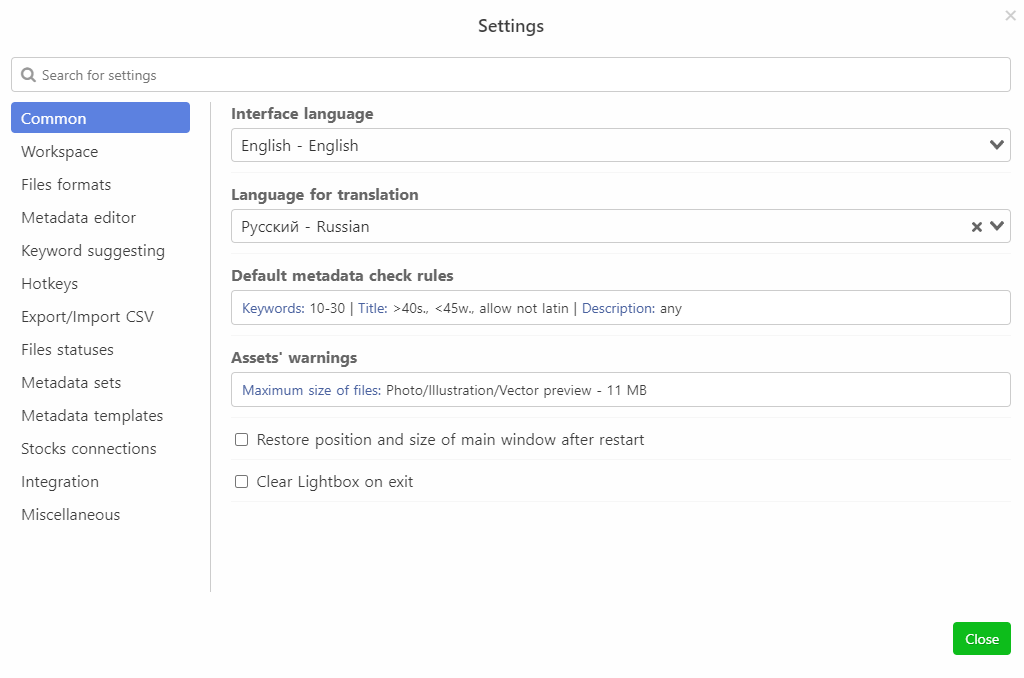 Settings
Search for settings
Common
Workspace
Files formats
Metadata editor
Keyword suggesting
Hotkeys
Export/Import CSV
Files statuses
Metadata sets
Metadata templates
Stocks connections
Integration
Miscellaneous
Interface language
English - English
Language for translation
Русский - Russian
Default metadata check rules
Keywords: 10-30 | Title: >40s., <45w., allow not latin | Description: any
Assets' warnings
Maximum size of files: Photo/Illustration/Vector preview - 11 MB
Restore position and size of main window after restart
Clear Lightbox on exit
Close